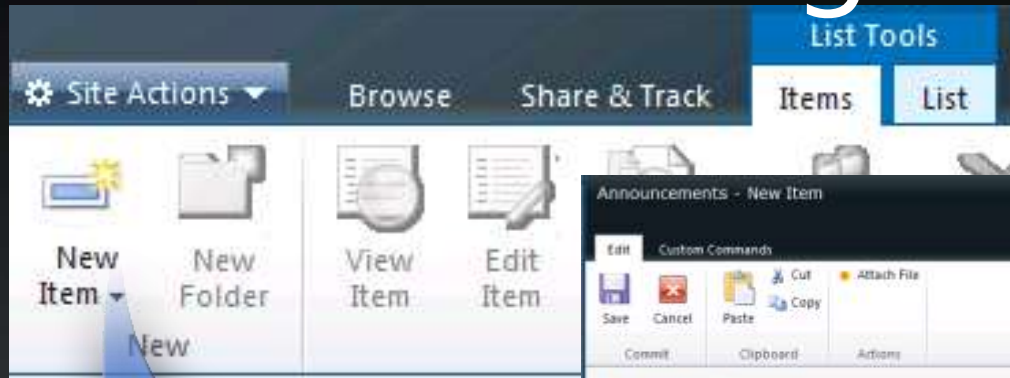 List Tools
Site Actions Browse Share & Track Items List
New Item New Folder View Item Edit Item
New
Announcements - New Item
Edit Custom Commands
Save Cancel Paste Cut Copy Attach File
Commit Clipboard Actions